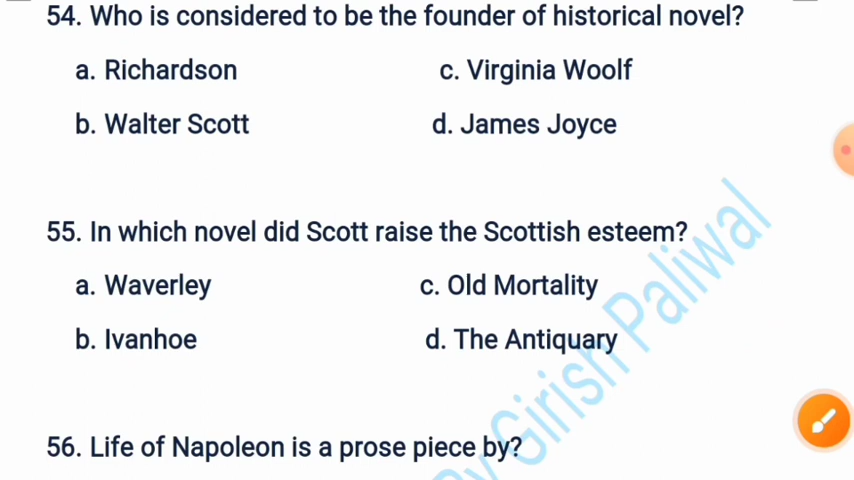 54. Who is considered to be the founder of historical novel?
a. Richardson
c. Virginia Woolf
b. Walter Scott
d. James Joyce
55. In which novel did Scott raise the Scottish esteem?
a. Waverley
c. Old Mortality
b. Ivanhoe
d. The Antiquary
56. Life of Napoleon is a prose piece by?
By Girish Paliwal